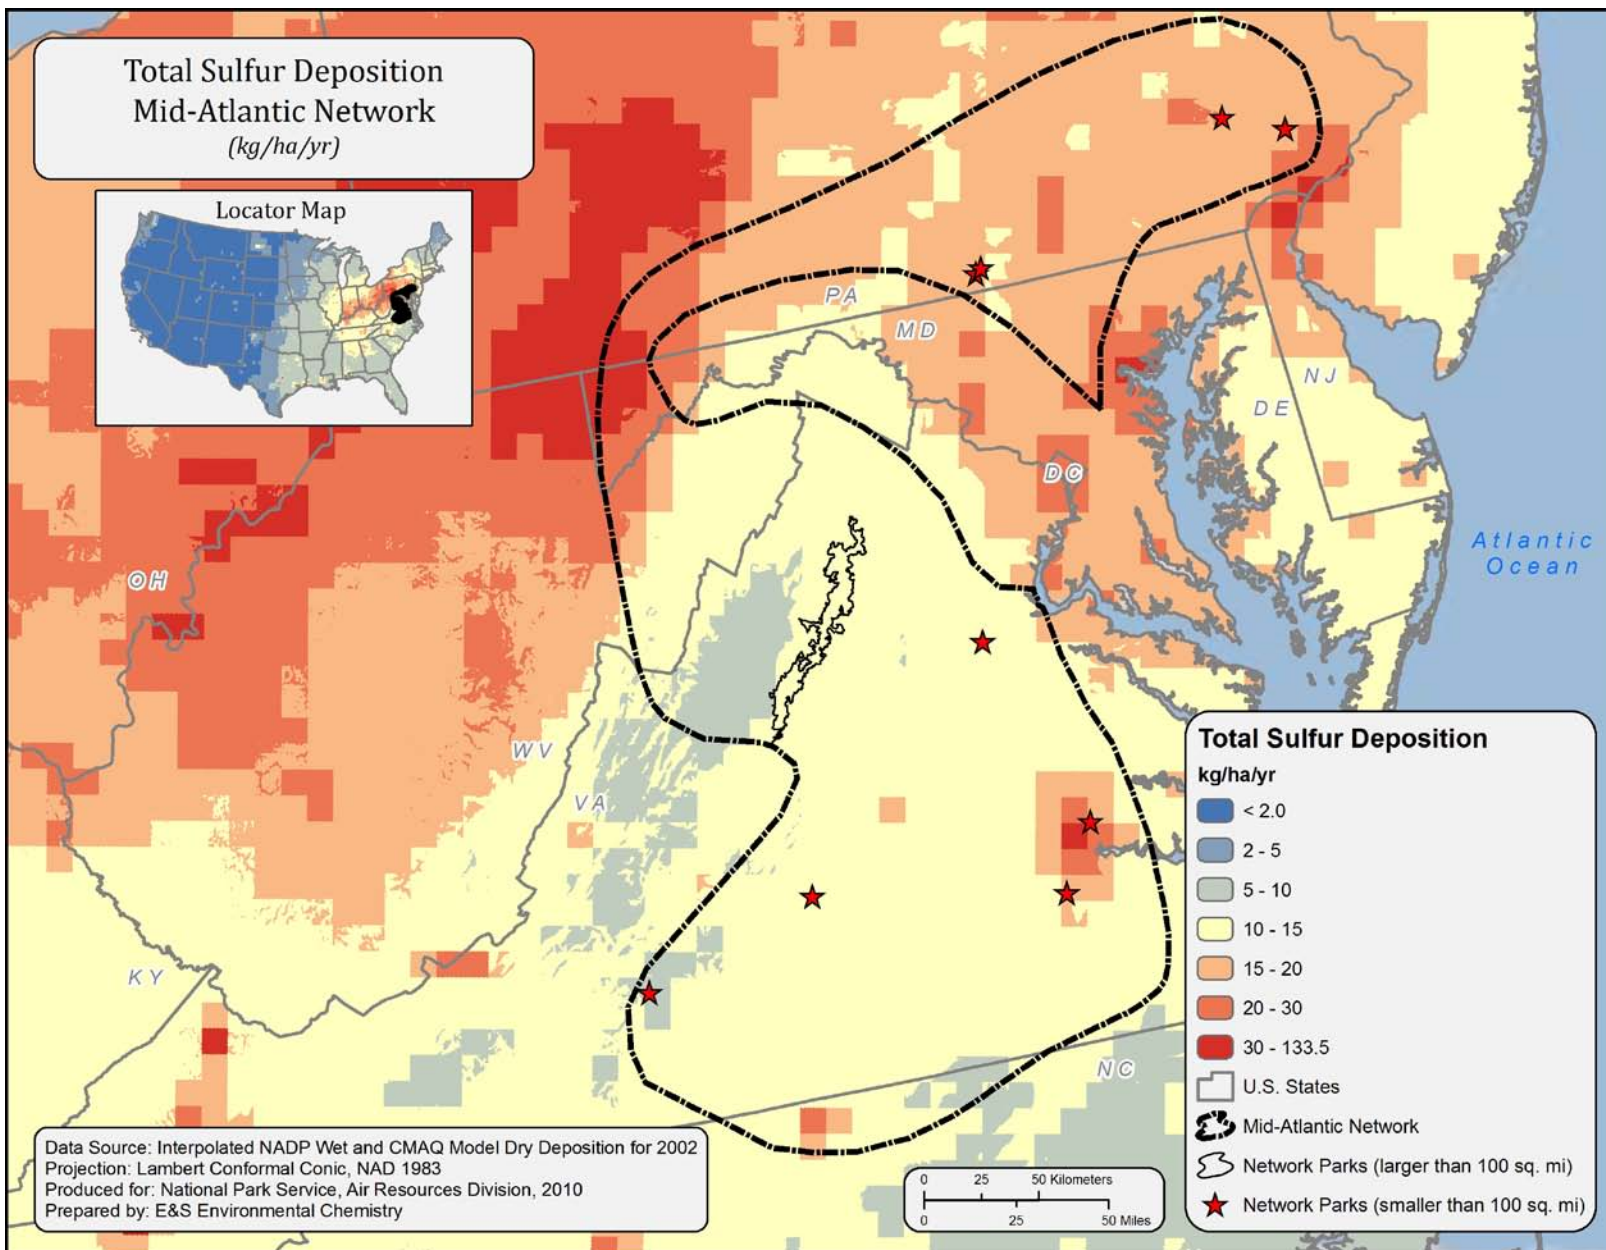 Total Sulfur Deposition
Mid-Atlantic Network
(kg/ha/yr)
Locator Map
PA
MD
NJ
DE
DC
Atlantic
Ocean
OH
WV
VA
KY
NC
Total Sulfur Deposition
kg/ha/yr
< 2.0
2 - 5
5 - 10
10 - 15
15 - 20
20 - 30
30 - 133.5
U.S. States
Mid-Atlantic Network
Network Parks (larger than 100 sq. mi)
Network Parks (smaller than 100 sq. mi)
Data Source: Interpolated NADP Wet and CMAQ Model Dry Deposition for 2002
Projection: Lambert Conformal Conic, NAD 1983
Produced for: National Park Service, Air Resources Division, 2010
Prepared by: E&S Environmental Chemistry
0 25 50 Kilometers
0 25 50 Miles